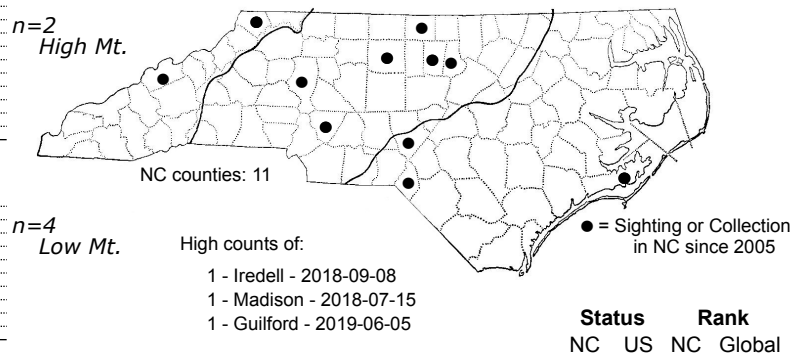 n=2
High Mt.
NC counties: 11
n=4
Low Mt.
High counts of:
1 - Iredell - 2018-09-08
1 - Madison - 2018-07-15
1 - Guilford - 2019-06-05
● = Sighting or Collection
in NC since 2005
Status Rank
NC US NC Global